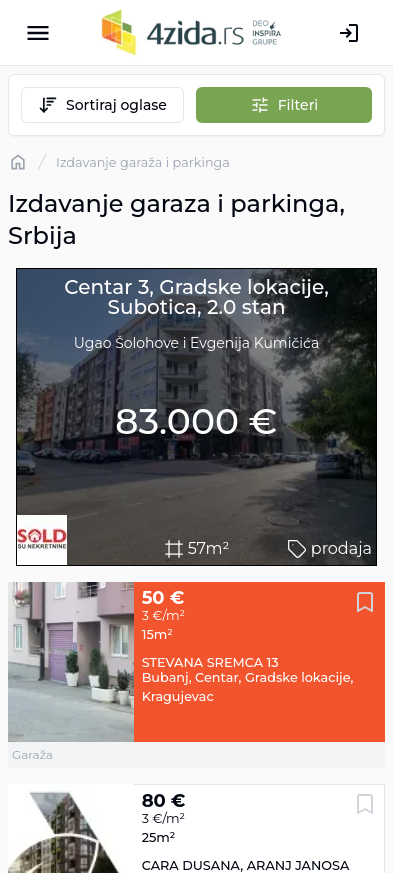 4zida.rs
DEO
INSPIRA
GRUPE
Sortiraj oglase
Filteri
/ Izdavanje garaža i parkinga
Izdavanje garaza i parkinga,
Srbija
Centar 3, Gradske lokacije,
Subotica, 2.0 stan
Ugao Šolohove i Evgenija Kumičića
83.000 €
SOLD
SU NEKRETNINE
57m²
prodaja
50 €
3 €/m²
15m²
STEVANA SREMCA 13
Bubanj, Centar, Gradske lokacije,
Kragujevac
Garaža
80 €
3 €/m²
25m²
CARA DUSANA, ARANJ JANOSA